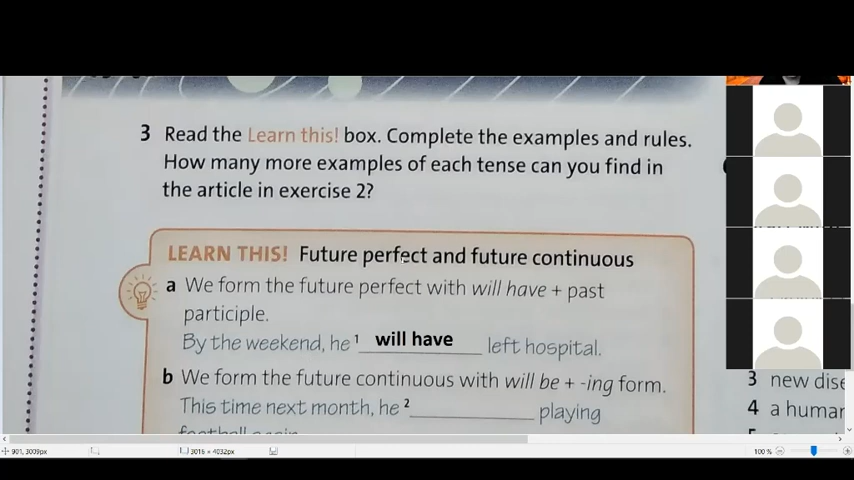 3 Read the Learn this! box. Complete the examples and rules.
How many more examples of each tense can you find in
the article in exercise 2?
LEARN THIS! Future perfect and future continuous
a We form the future perfect with will have + past
participle.
By the weekend, he ¹ will have left hospital.
b We form the future continuous with will be + -ing form.
This time next month, he ²____________ playing
football again.
3 new dise
4 a humar
901, 3009px
3016 × 4032px
100 %